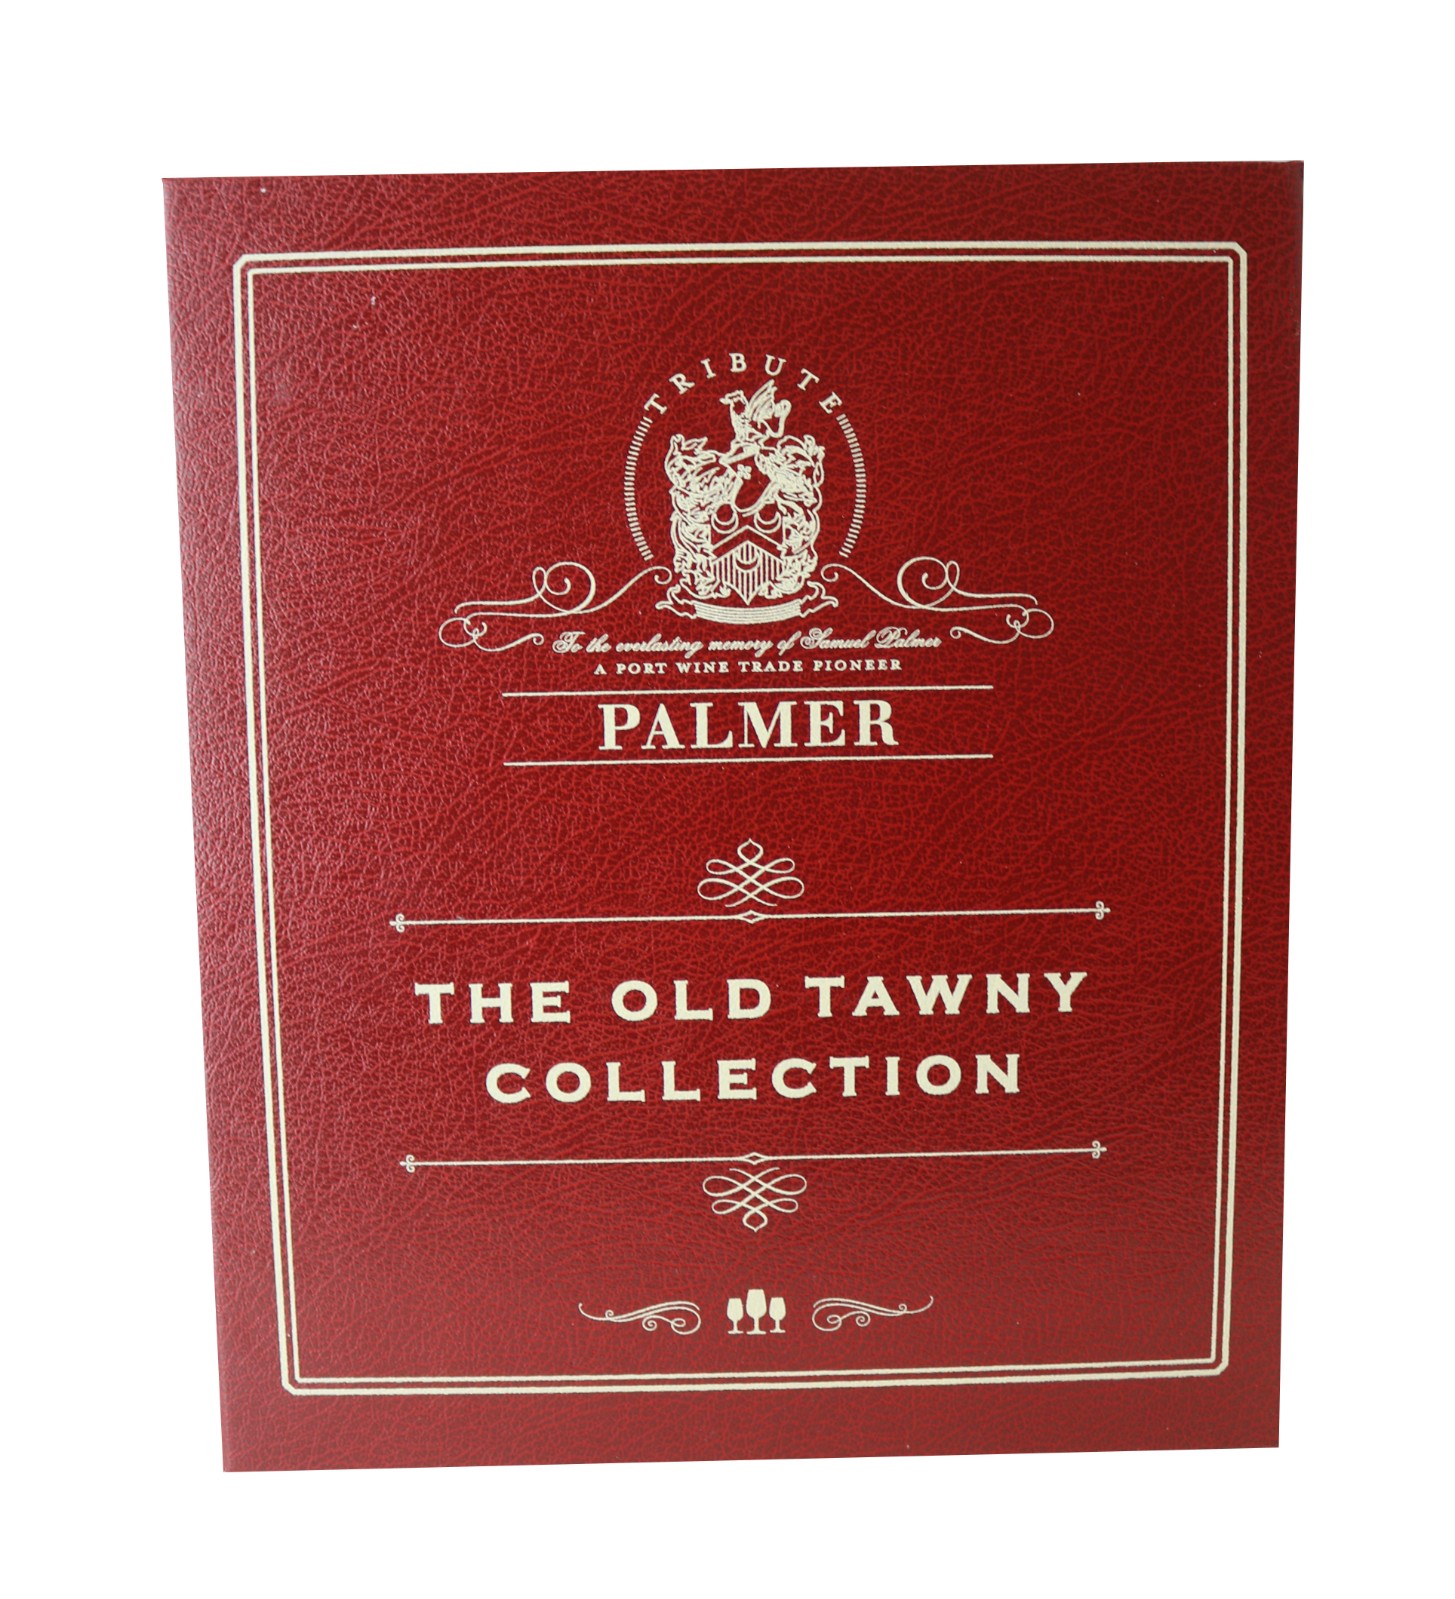 TRIBUTE
To the everlasting memory of Samuel Palmer
A PORT WINE TRADE PIONEER
PALMER
THE OLD TAWNY
COLLECTION